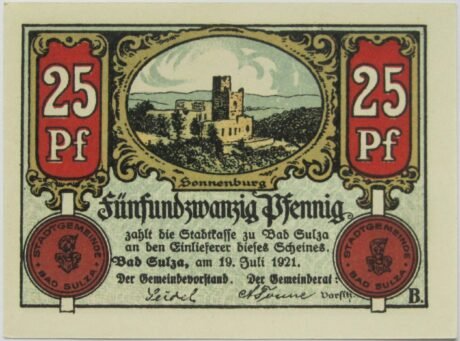 25 Pf
25 Pf
Sonnenburg
Fünfundzwanzig Pfennig
zahlt die Stadtkasse zu Bad Sulza
an den Einlieferer dieses Scheines.
Bad Sulza, am 19. Juli 1921.
Der Gemeindevorstand. Der Gemeinderat:
Vorsitz.
STADTGEMEINDE BAD SULZA
STADTGEMEINDE BAD SULZA
B.